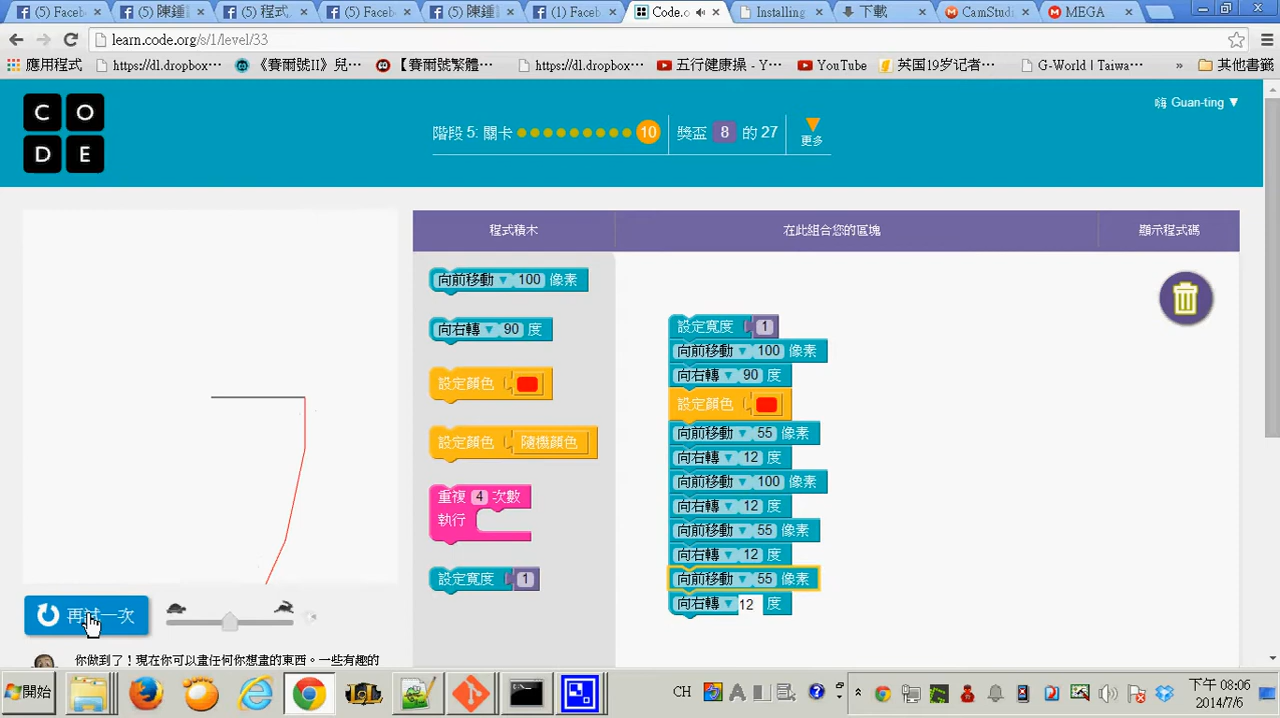 (5) Facebo
(5) 陳鍾
(5) 程式
(5) Faceb
(5) 陳鍾
(1) Facebo
Code.o
Installing
下載
CamStudi
MEGA
learn.code.org/s/1/level/33
應用程式
https://dl.dropbox…
《賽爾號II》兒…
【賽爾號繁體…
https://dl.dropbox…
五行健康操 - Y…
YouTube
英国19岁记者…
G-World | Taiwa…
»
其他書籤
C O
D E
階段 5: 關卡
10
獎盃 8 的 27
更多
嗨 Guan-ting ▼
程式積木
在此組合您的區塊
顯示程式碼
向前移動 100 像素
向右轉 90 度
設定顏色
設定顏色 隨機顏色
重複 4 次數
執行
設定寬度 1
設定寬度 1
向前移動 100 像素
向右轉 90 度
設定顏色
向前移動 55 像素
向右轉 12 度
向前移動 100 像素
向右轉 12 度
向前移動 55 像素
向右轉 12 度
向前移動 55 像素
向右轉 12 度
再試一次
你做到了！現在你可以畫任何你想畫的東西。一些有趣的
開始
CH
下午 08:06
2014/7/6